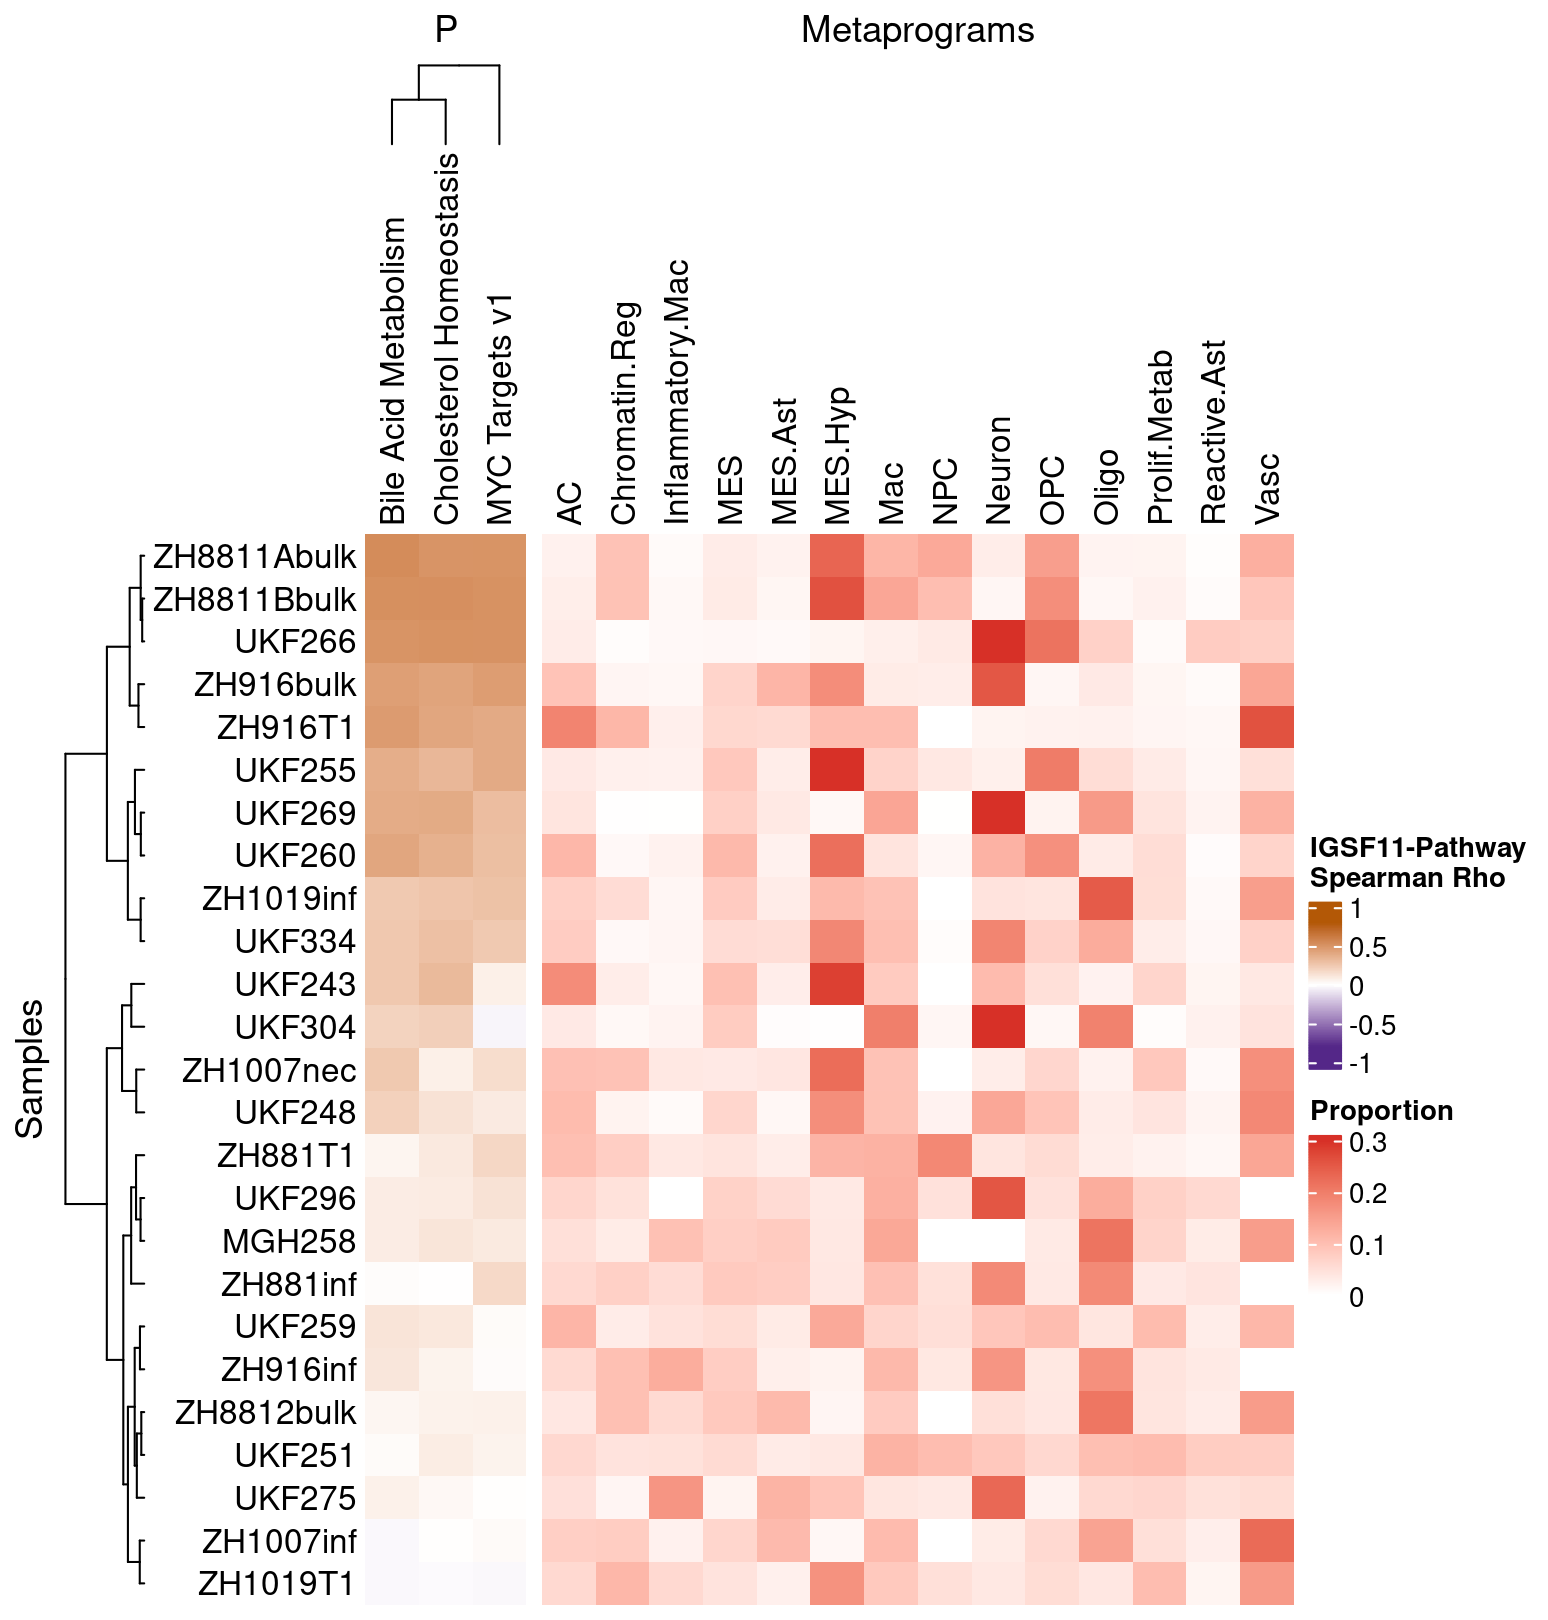 P
Metaprograms
Bile Acid Metabolism
Cholesterol Homeostasis
MYC Targets v1
AC
Chromatin.Reg
Inflammatory.Mac
MES
MES.Ast
MES.Hyp
Mac
NPC
Neuron
OPC
Oligo
Prolif.Metab
Reactive.Ast
Vasc
Samples
ZH8811Abulk
ZH8811Bbulk
UKF266
ZH916bulk
ZH916T1
UKF255
UKF269
UKF260
ZH1019inf
UKF334
UKF243
UKF304
ZH1007nec
UKF248
ZH881T1
UKF296
MGH258
ZH881inf
UKF259
ZH916inf
ZH8812bulk
UKF251
UKF275
ZH1007inf
ZH1019T1
IGSF11-Pathway
Spearman Rho
1
0.5
0
-0.5
-1
Proportion
0.3
0.2
0.1
0